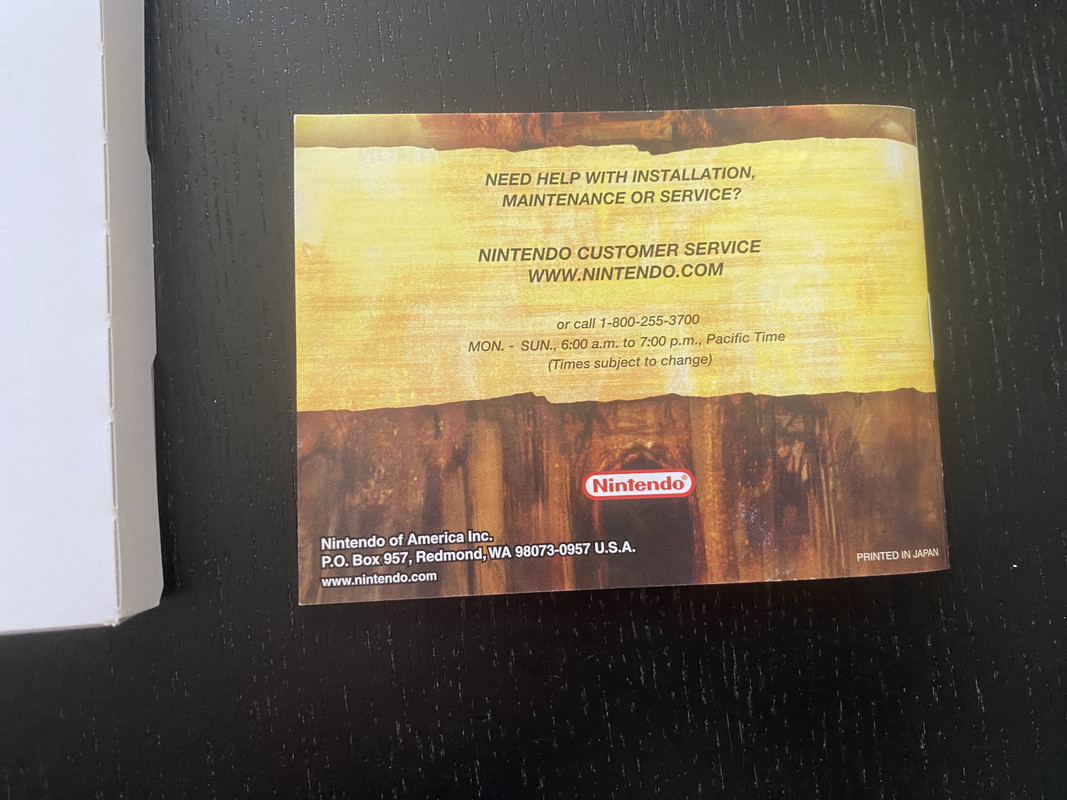 NEED HELP WITH INSTALLATION,
MAINTENANCE OR SERVICE?
NINTENDO CUSTOMER SERVICE
WWW.NINTENDO.COM
or call 1-800-255-3700
MON. - SUN., 6:00 a.m. to 7:00 p.m., Pacific Time
(Times subject to change)
Nintendo®
Nintendo of America Inc.
P.O. Box 957, Redmond, WA 98073-0957 U.S.A.
www.nintendo.com
PRINTED IN JAPAN